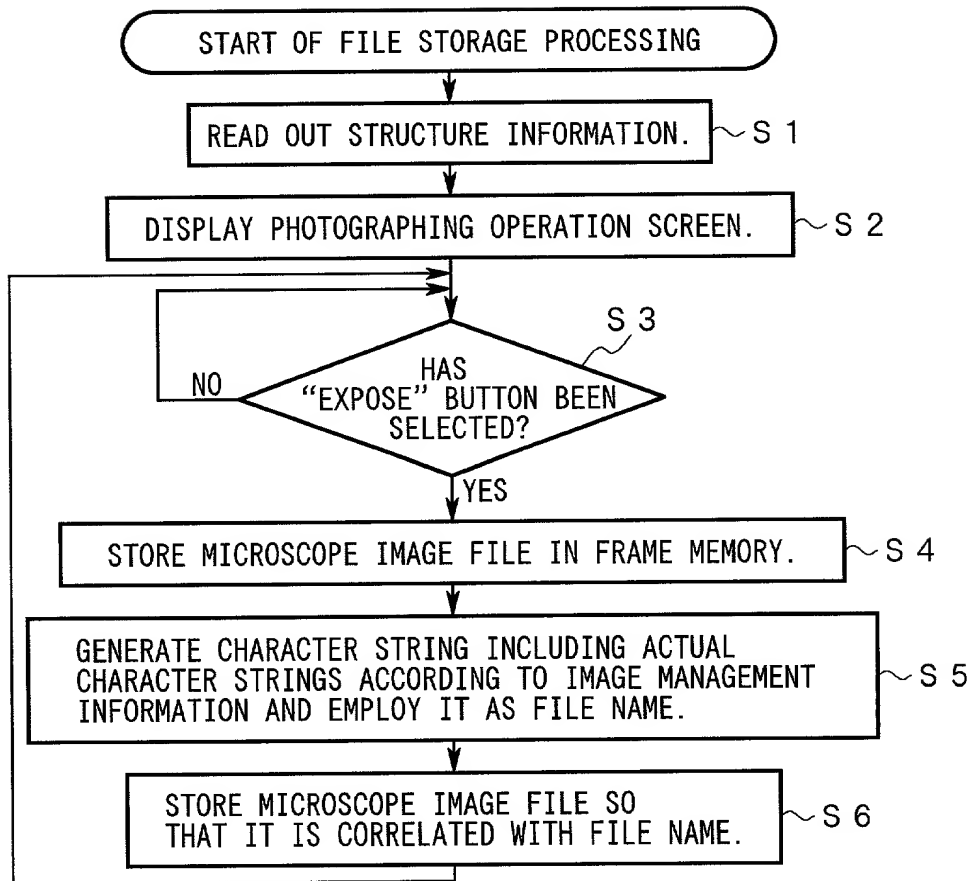 START OF FILE STORAGE PROCESSING
READ OUT STRUCTURE INFORMATION.
S 1
DISPLAY PHOTOGRAPHING OPERATION SCREEN.
S 2
S 3
HAS
“EXPOSE” BUTTON BEEN
SELECTED?
NO
YES
STORE MICROSCOPE IMAGE FILE IN FRAME MEMORY.
S 4
GENERATE CHARACTER STRING INCLUDING ACTUAL
CHARACTER STRINGS ACCORDING TO IMAGE MANAGEMENT
INFORMATION AND EMPLOY IT AS FILE NAME.
S 5
STORE MICROSCOPE IMAGE FILE SO
THAT IT IS CORRELATED WITH FILE NAME.
S 6